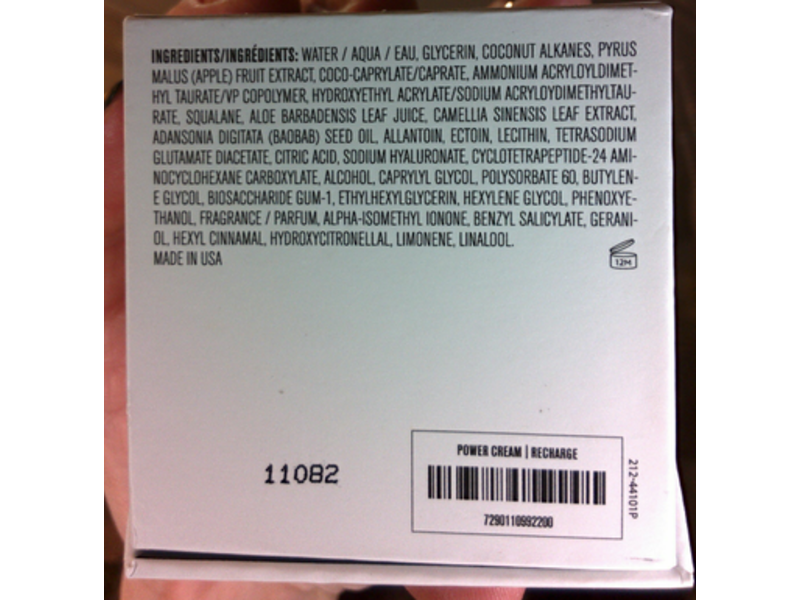 INGREDIENTS/INGRÉDIENTS: WATER / AQUA / EAU, GLYCERIN, COCONUT ALKANES, PYRUS
MALUS (APPLE) FRUIT EXTRACT, COCO-CAPRYLATE/CAPRATE, AMMONIUM ACRYLOYLDIMET-
HYL TAURATE/VP COPOLYMER, HYDROXYETHYL ACRYLATE/SODIUM ACRYLOYDIMETHYLTAU-
RATE, SQUALANE, ALOE BARBADENSIS LEAF JUICE, CAMELLIA SINENSIS LEAF EXTRACT,
ADANSONIA DIGITATA (BAOBAB) SEED OIL, ALLANTOIN, ECTOIN, LECITHIN, TETRASODIUM
GLUTAMATE DIACETATE, CITRIC ACID, SODIUM HYALURONATE, CYCLOTETRAPEPTIDE-24 AMI-
NOCYCLOHEXANE CARBOXYLATE, ALCOHOL, CAPRYLYL GLYCOL, POLYSORBATE 60, BUTYLEN-
E GLYCOL, BIOSACCHARIDE GUM-1, ETHYLHEXYLGLYCERIN, HEXYLENE GLYCOL, PHENOXYE-
THANOL, FRAGRANCE / PARFUM, ALPHA-ISOMETHYL IONONE, BENZYL SALICYLATE, GERANI-
OL, HEXYL CINNAMAL, HYDROXYCITRONELLAL, LIMONENE, LINALOOL.
MADE IN USA
12M
11082
POWER CREAM | RECHARGE
7290110992200
212-44101P